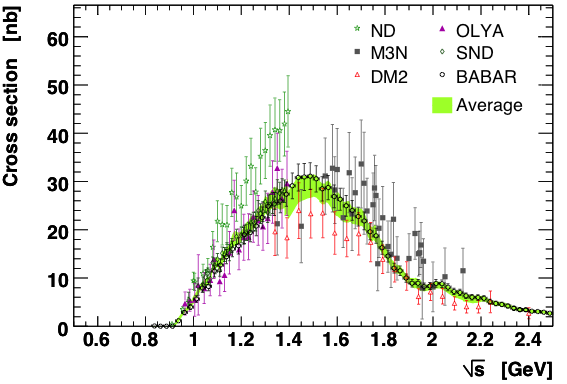 Cross section [nb]
60
50
40
30
20
10
0
ND
M3N
DM2
OLYA
SND
BABAR
Average
0.6 0.8 1 1.2 1.4 1.6 1.8 2 2.2 2.4
√s [GeV]